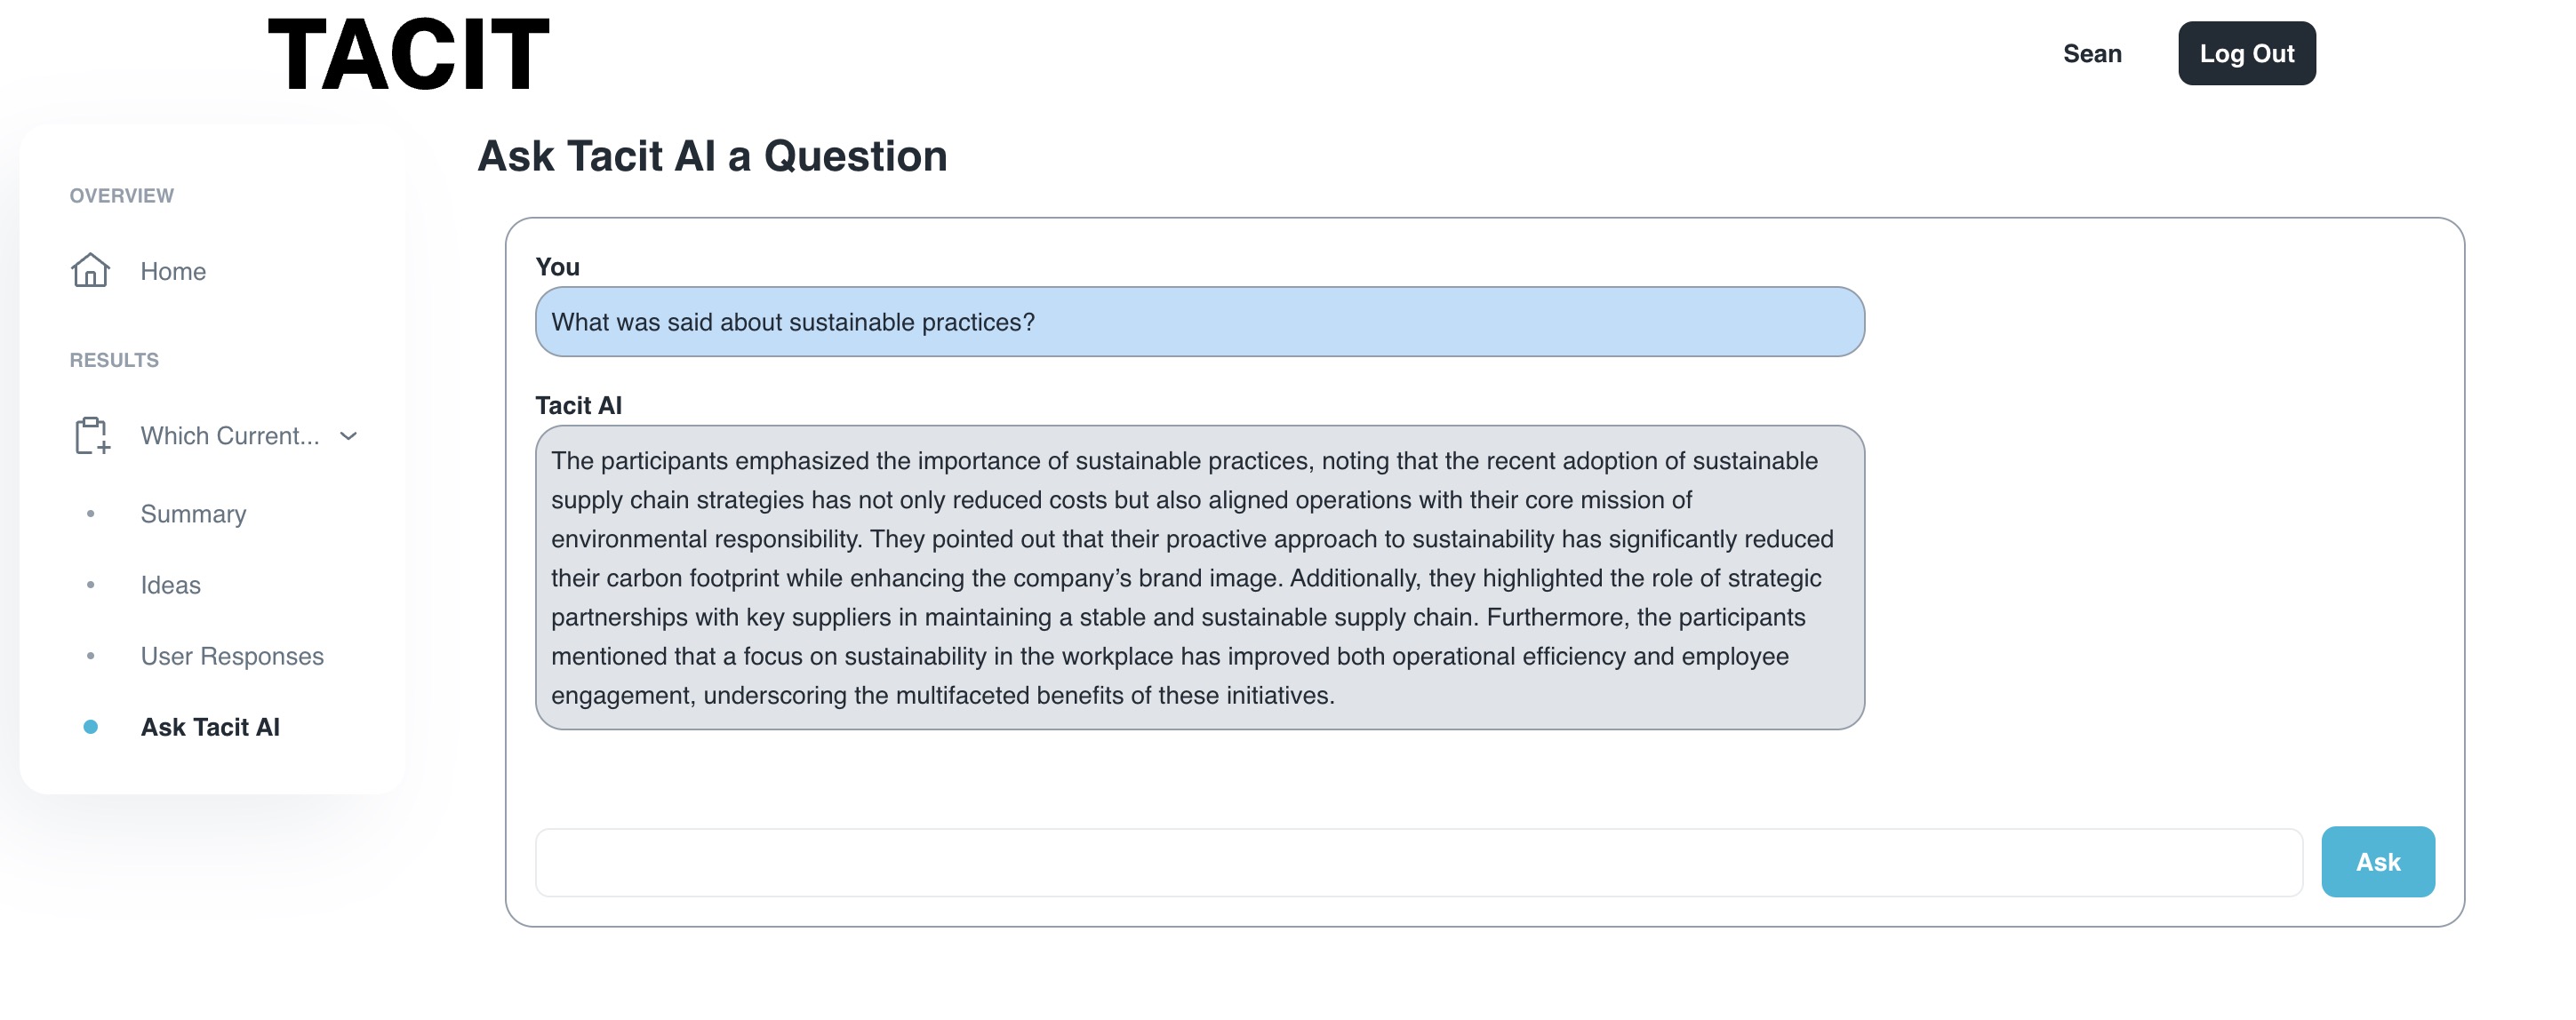 TACIT
Sean
Log Out
OVERVIEW
Home
RESULTS
Which Current...
Summary
Ideas
User Responses
Ask Tacit AI
Ask Tacit AI a Question
You
What was said about sustainable practices?
Tacit AI
The participants emphasized the importance of sustainable practices, noting that the recent adoption of sustainable
supply chain strategies has not only reduced costs but also aligned operations with their core mission of
environmental responsibility. They pointed out that their proactive approach to sustainability has significantly reduced
their carbon footprint while enhancing the company’s brand image. Additionally, they highlighted the role of strategic
partnerships with key suppliers in maintaining a stable and sustainable supply chain. Furthermore, the participants
mentioned that a focus on sustainability in the workplace has improved both operational efficiency and employee
engagement, underscoring the multifaceted benefits of these initiatives.
Ask